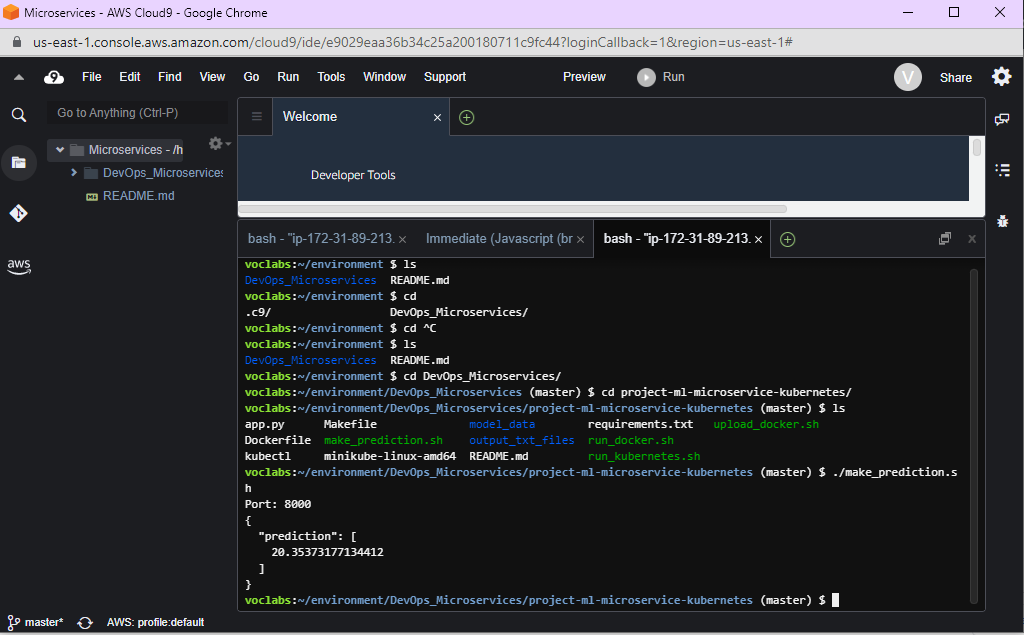 Microservices - AWS Cloud9 - Google Chrome
us-east-1.console.aws.amazon.com/cloud9/ide/e9029eaa36b34c25a200180711c9fc44?loginCallback=1&region=us-east-1#
9 File Edit Find View Go Run Tools Window Support Preview Run V Share
Go to Anything (Ctrl-P)
Microservices - /h
DevOps_Microservices
README.md
aws
Welcome
Developer Tools
bash - "ip-172-31-89-213. Immediate (Javascript (br bash - "ip-172-31-89-213.
voclabs:~/environment $ ls
DevOps_Microservices README.md
voclabs:~/environment $ cd
.c9/ DevOps_Microservices/
voclabs:~/environment $ cd ^C
voclabs:~/environment $ ls
DevOps_Microservices README.md
voclabs:~/environment $ cd DevOps_Microservices/
voclabs:~/environment/DevOps_Microservices (master) $ cd project-ml-microservice-kubernetes/
voclabs:~/environment/DevOps_Microservices/project-ml-microservice-kubernetes (master) $ ls
app.py Makefile model_data requirements.txt upload_docker.sh
Dockerfile make_prediction.sh output_txt_files run_docker.sh
kubectl minikube-linux-amd64 README.md run_kubernetes.sh
voclabs:~/environment/DevOps_Microservices/project-ml-microservice-kubernetes (master) $ ./make_prediction.s
h
Port: 8000
{
"prediction": [
20.35373177134412
]
}
voclabs:~/environment/DevOps_Microservices/project-ml-microservice-kubernetes (master) $
master* AWS: profile:default